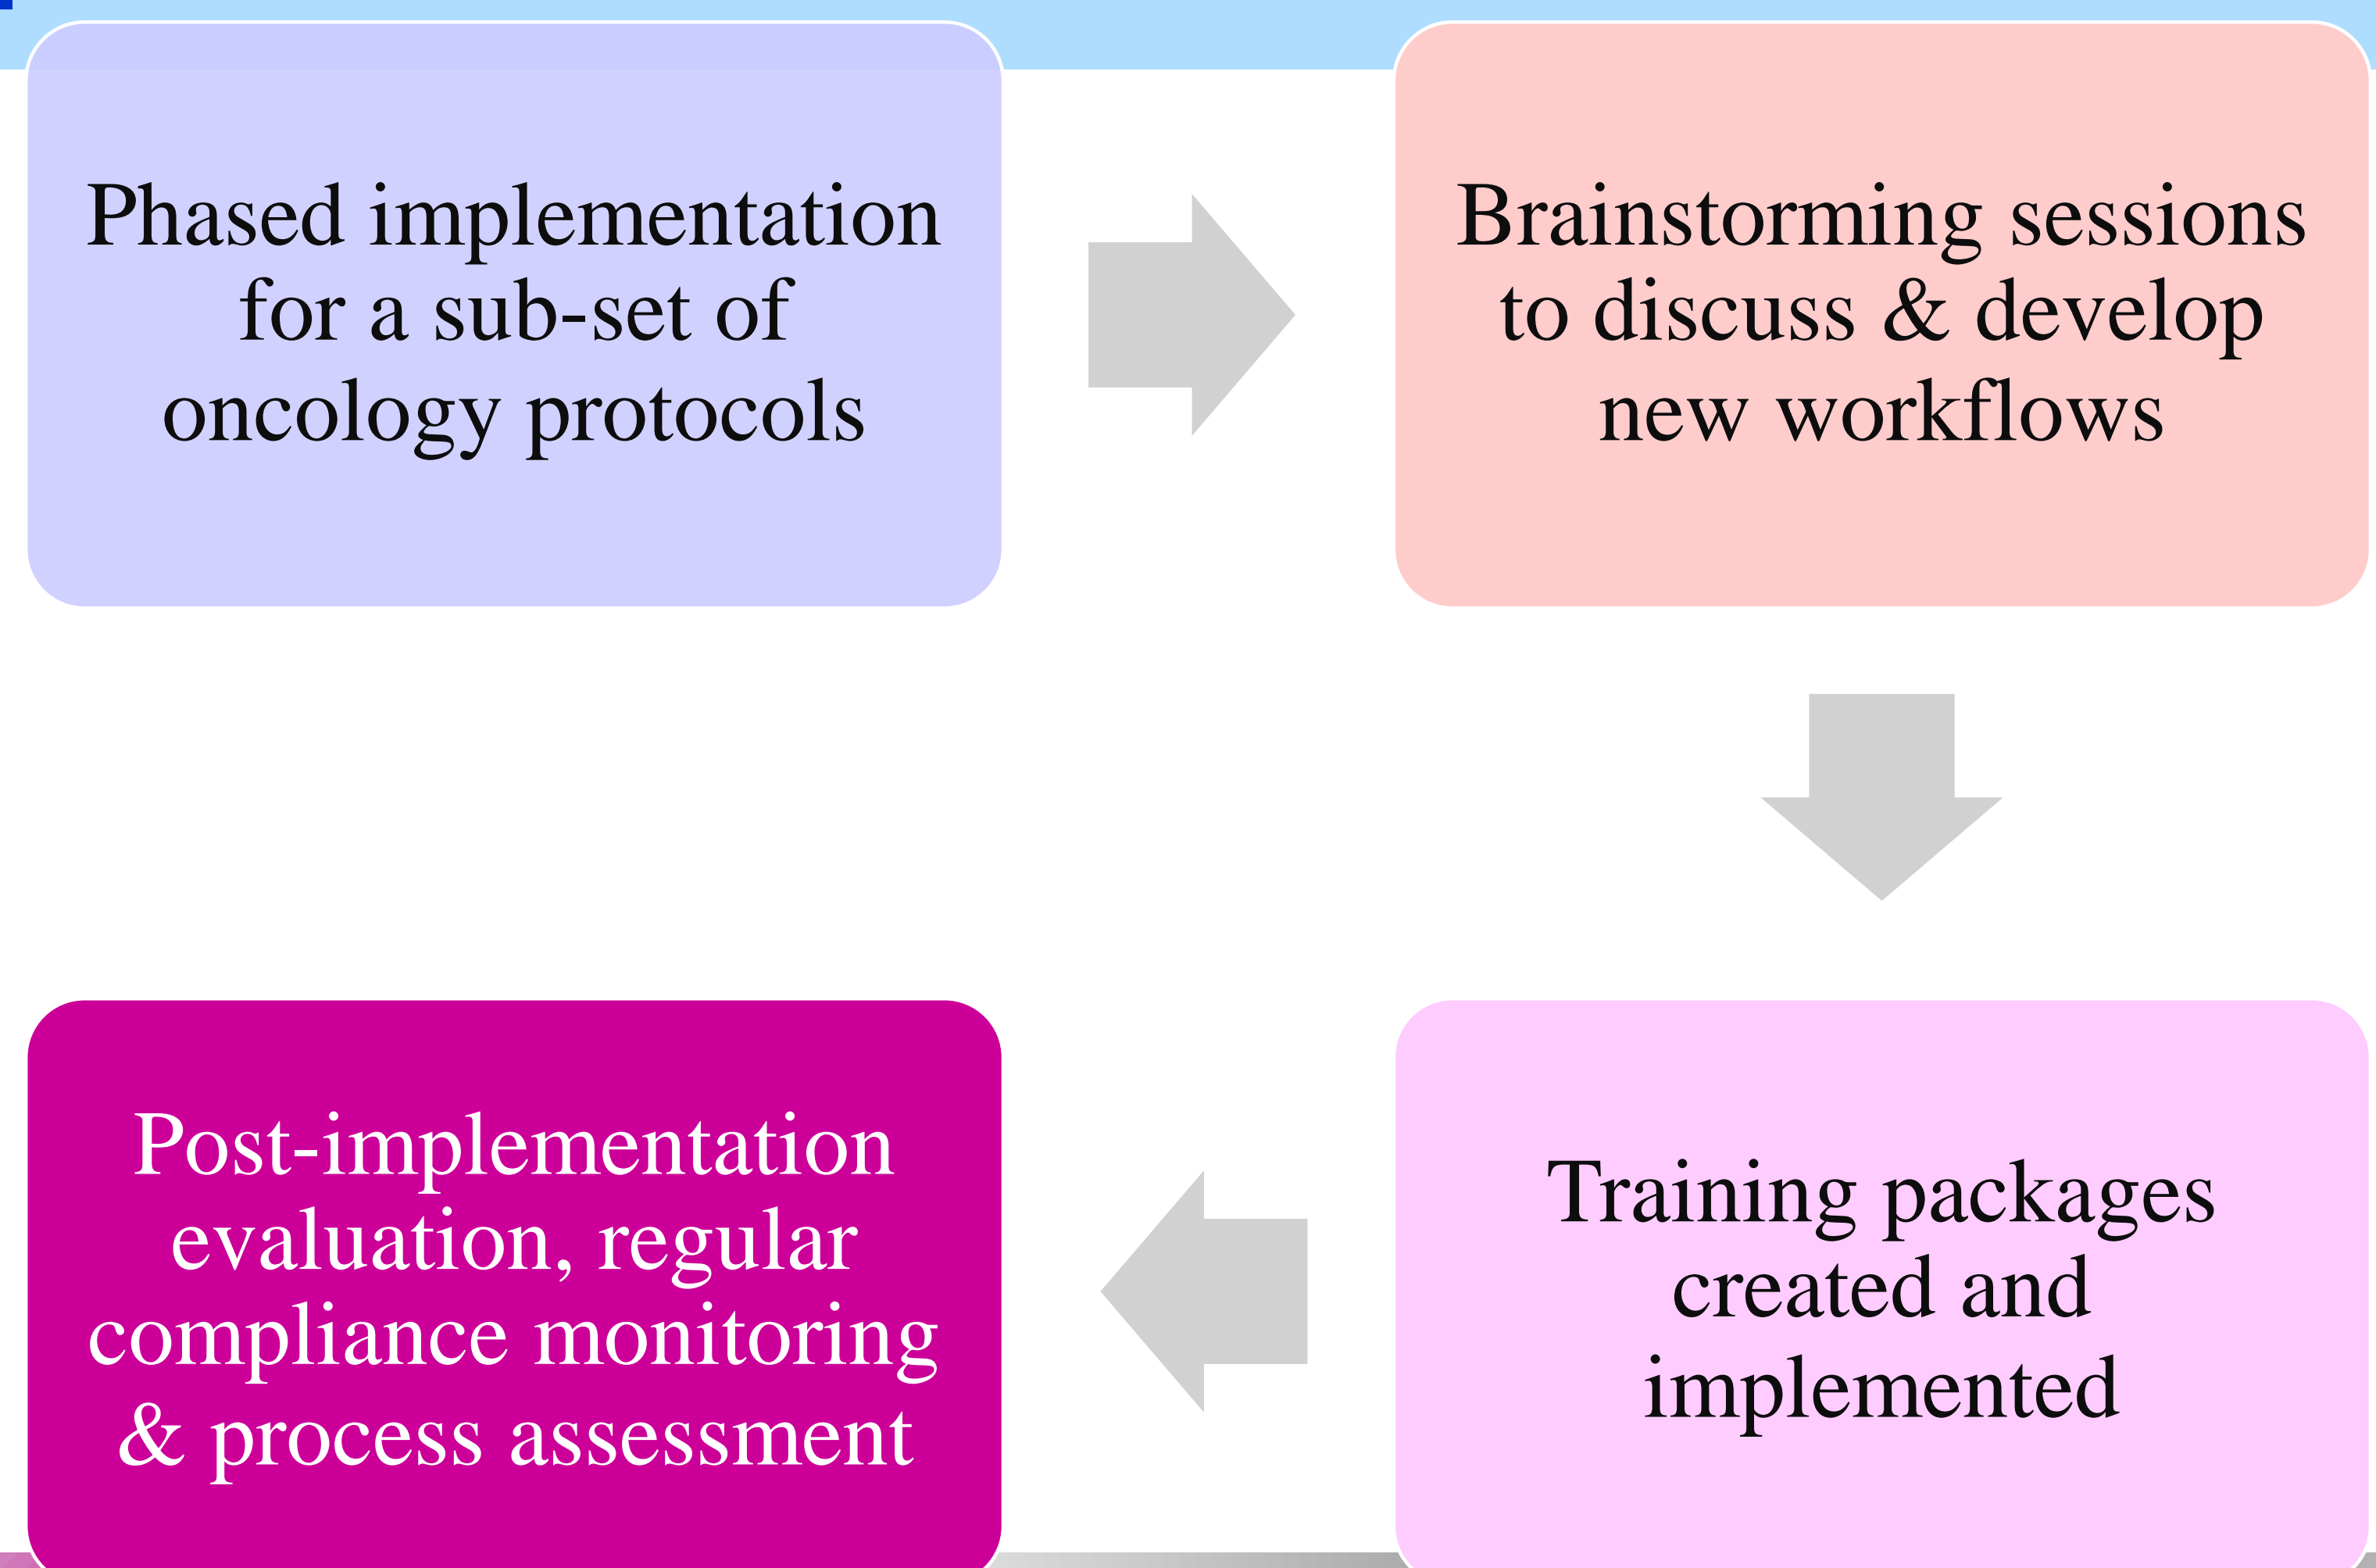 Phased implementation
for a sub-set of
oncology protocols
Brainstorming sessions
to discuss & develop
new workflows
Training packages
created and
implemented
Post-implementation
evaluation, regular
compliance monitoring
& process assessment